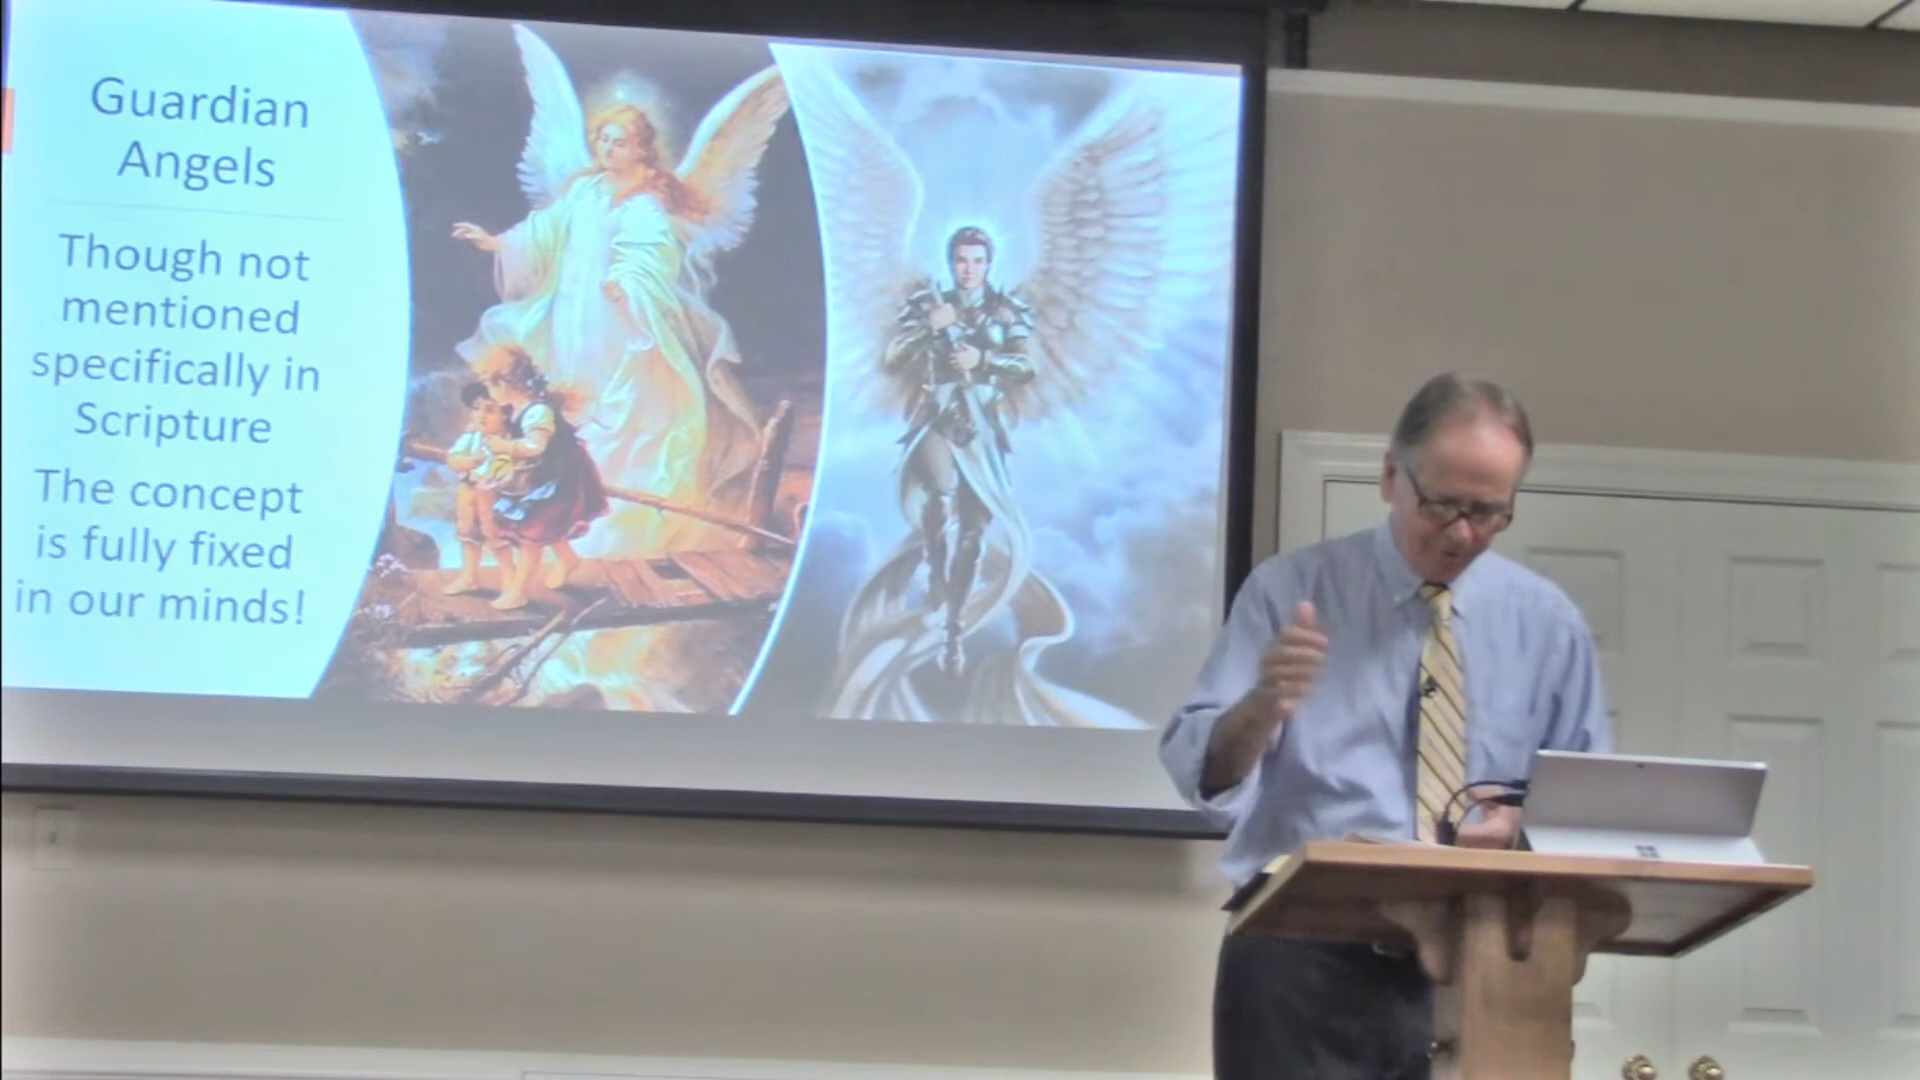 Guardian
Angels
Though not
mentioned
specifically in
Scripture
The concept
is fully fixed
in our minds!